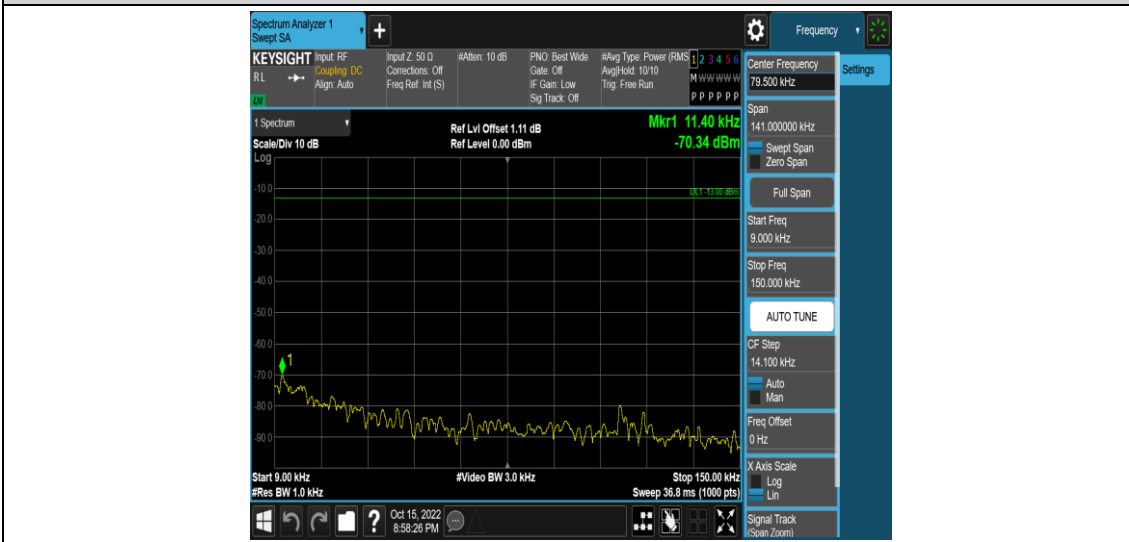 Spectrum Analyzer 1
Swept SA
+
Frequency
KEYSIGHT
RL
LXI
Input: RF
Coupling: DC
Align: Auto
Input Z: 50 Ω
Corrections: Off
Freq Ref: Int (S)
#Atten: 10 dB
PNO: Best Wide
Gate: Off
IF Gain: Low
Sig Track: Off
#Avg Type: Power (RMS
Avg|Hold: 10/10
Trig: Free Run
1 2 3 4 5 6
M W W W W W
P P P P P P
1 Spectrum
Scale/Div 10 dB
Log
Ref Lvl Offset 1.11 dB
Ref Level 0.00 dBm
Mkr1 11.40 kHz
-70.34 dBm
DL1 -13.00 dBm
-10.0
-20.0
-30.0
-40.0
-50.0
-60.0
-70.0
-80.0
-90.0
1
Start 9.00 kHz
#Res BW 1.0 kHz
#Video BW 3.0 kHz
Stop 150.00 kHz
Sweep 36.8 ms (1000 pts)
?
Oct 15, 2022
8:58:26 PM
Center Frequency
79.500 kHz
Settings
Span
141.000000 kHz
Swept Span
Zero Span
Full Span
Start Freq
9.000 kHz
Stop Freq
150.000 kHz
AUTO TUNE
CF Step
14.100 kHz
Auto
Man
Freq Offset
0 Hz
X Axis Scale
Log
Lin
Signal Track
(Span Zoom)